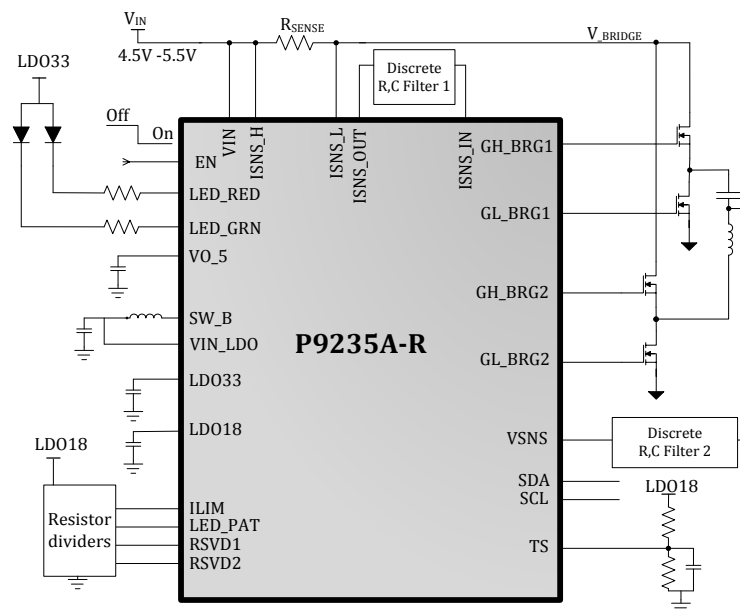 VIN
4.5V -5.5V
RSENSE
V_BRIDGE
LDO33
Discrete
R,C Filter 1
Off
On
VIN
ISNS_H
ISNS_L
ISNS_OUT
ISNS_IN
EN
LED_RED
LED_GRN
VO_5
SW_B
VIN_LDO
LDO33
LDO18
LDO18
Resistor
dividers
ILIM
LED_PAT
RSVD1
RSVD2
P9235A-R
GH_BRG1
GL_BRG1
GH_BRG2
GL_BRG2
VSNS
Discrete
R,C Filter 2
SDA
SCL
LDO18
TS